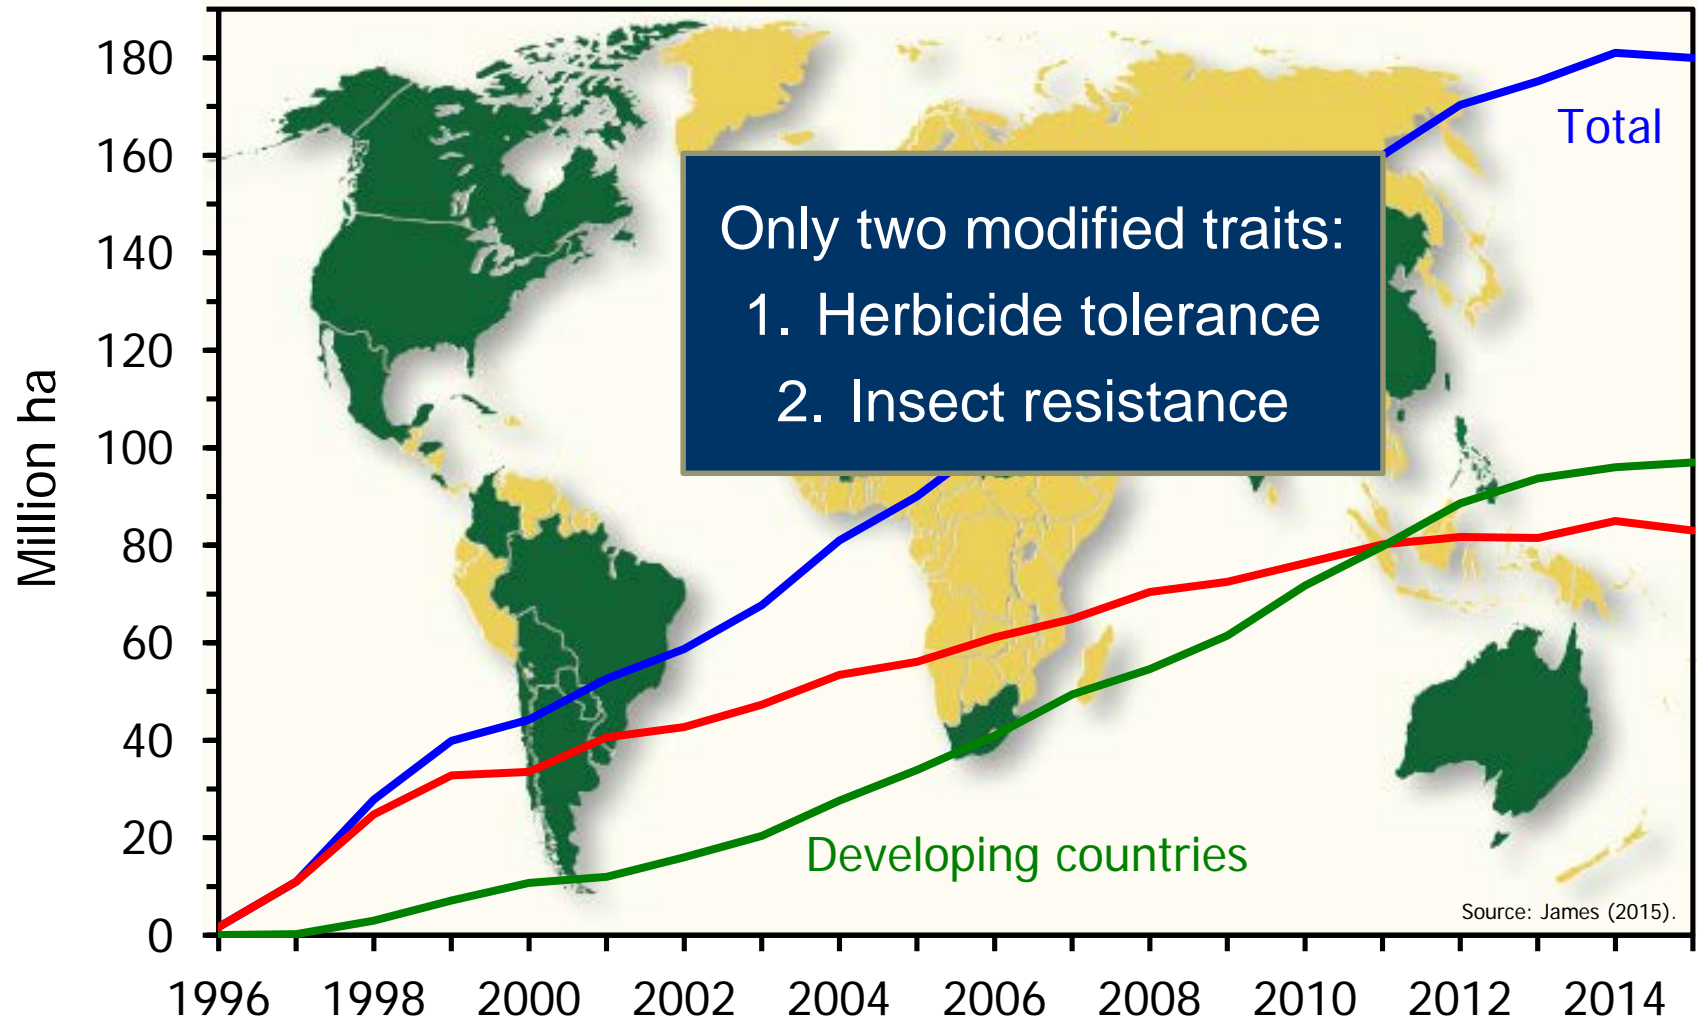 180
160
140
120
100
80
60
40
20
0
Million ha
Total
Only two modified traits:
1. Herbicide tolerance
2. Insect resistance
Developing countries
Source: James (2015).
1996 1998 2000 2002 2004 2006 2008 2010 2012 2014